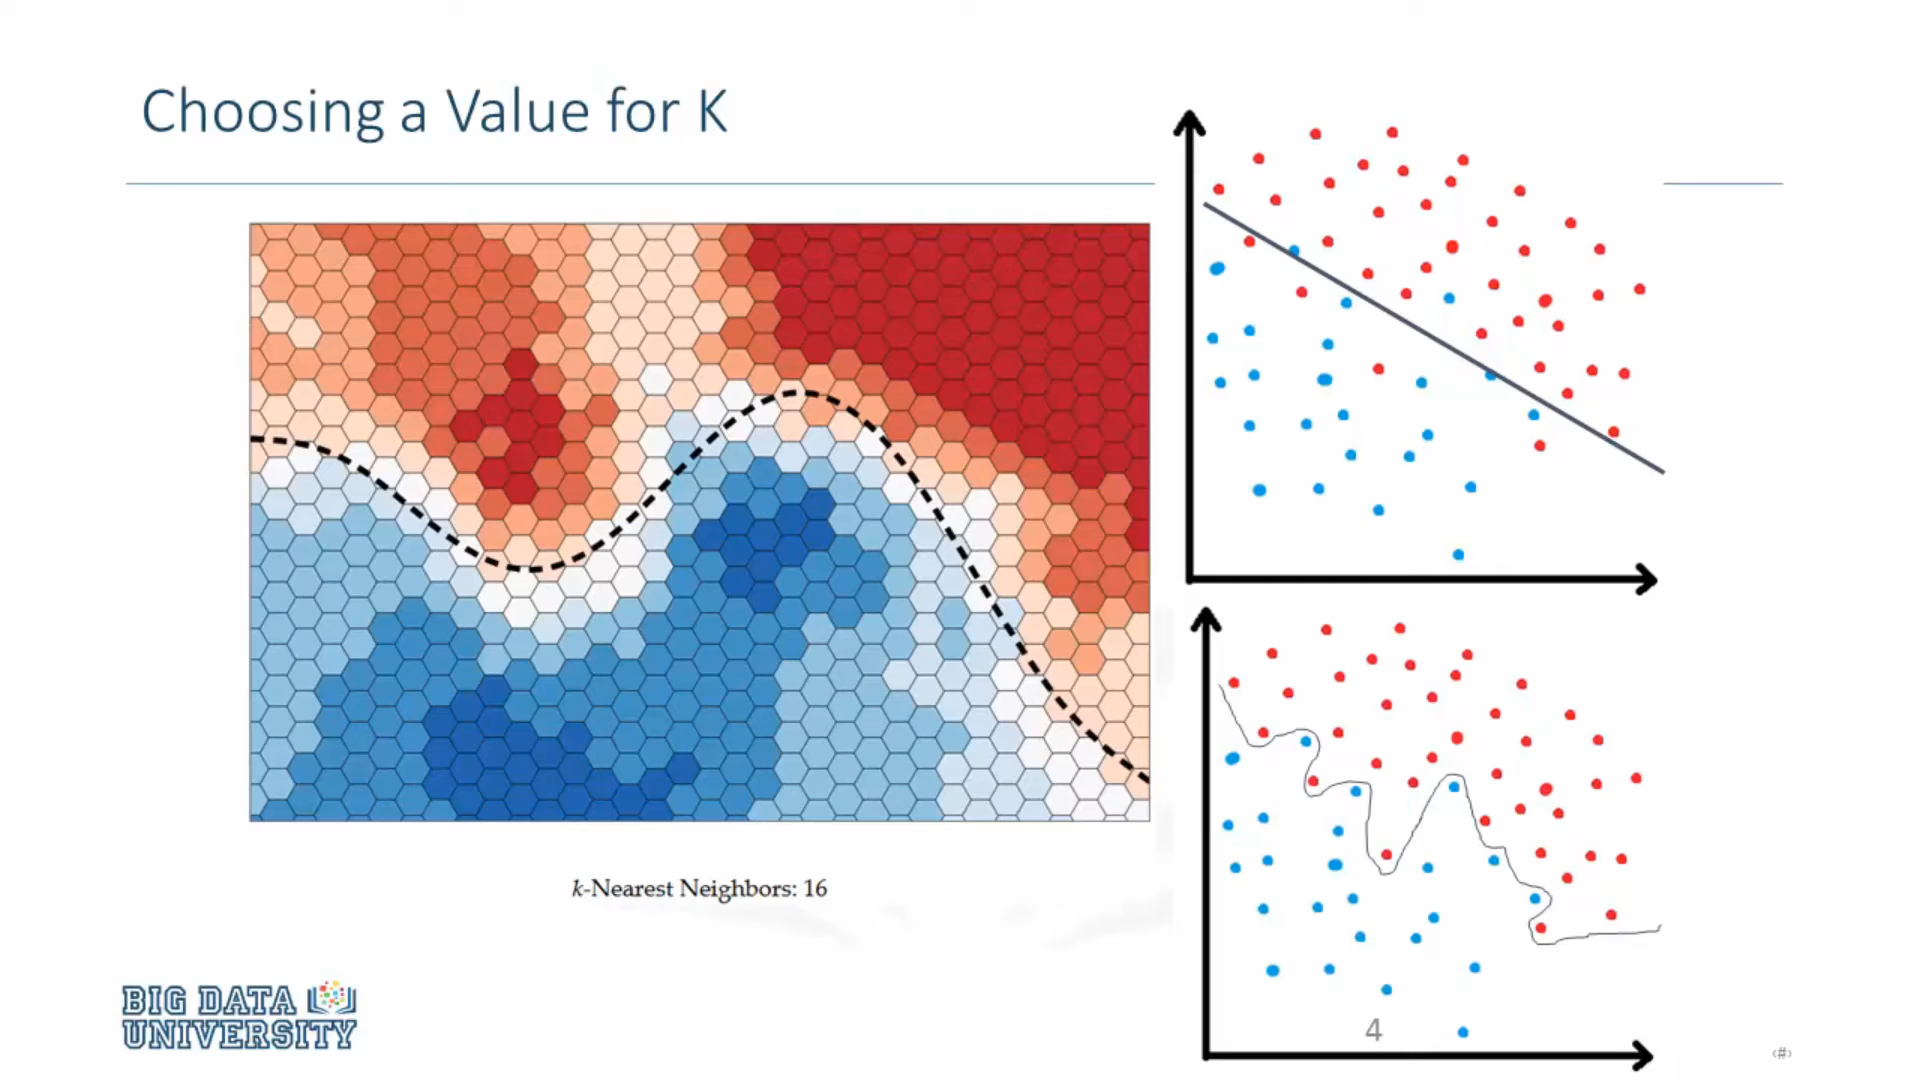 Choosing a Value for K
k-Nearest Neighbors: 16
BIG DATA
UNIVERSITY
4
‹#›